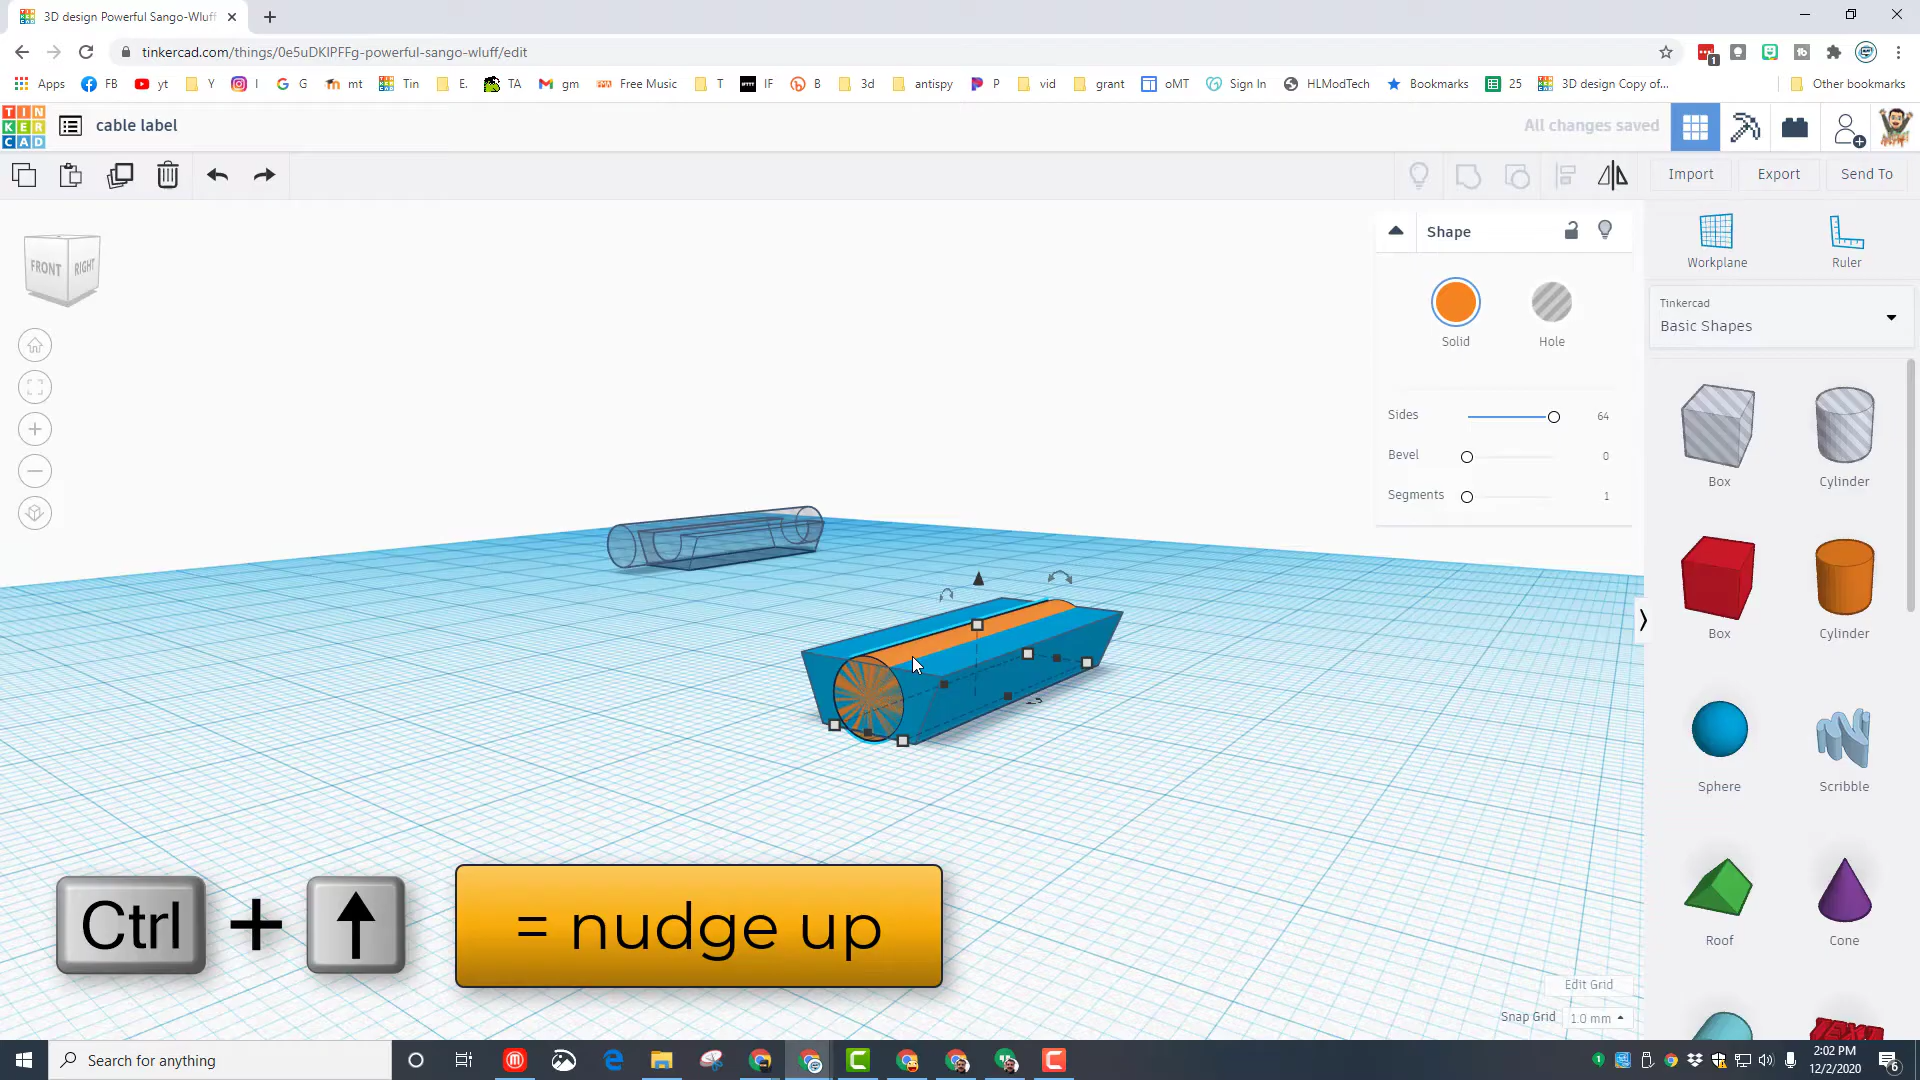 3D design Powerful Sango-Wluff
tinkercad.com/things/0e5uDKIPFFg-powerful-sango-wluff/edit
Apps FB yt Y I G mt Tin E. TA gm Free Music T IF B 3d antispy P vid grant oMT Sign In HLModTech Bookmarks 25 3D design Copy of... Other bookmarks
TIN
KER
CAD
cable label
All changes saved
Import Export Send To
FRONT RIGHT
Shape
Workplane Ruler
Solid Hole
Tinkercad
Basic Shapes
Sides 64
Bevel 0
Segments 1
Box Cylinder
Box Cylinder
Sphere Scribble
Roof Cone
TEXT
Ctrl + = nudge up
Edit Grid
Snap Grid 1.0 mm
Search for anything
2:02 PM
12/2/2020
6